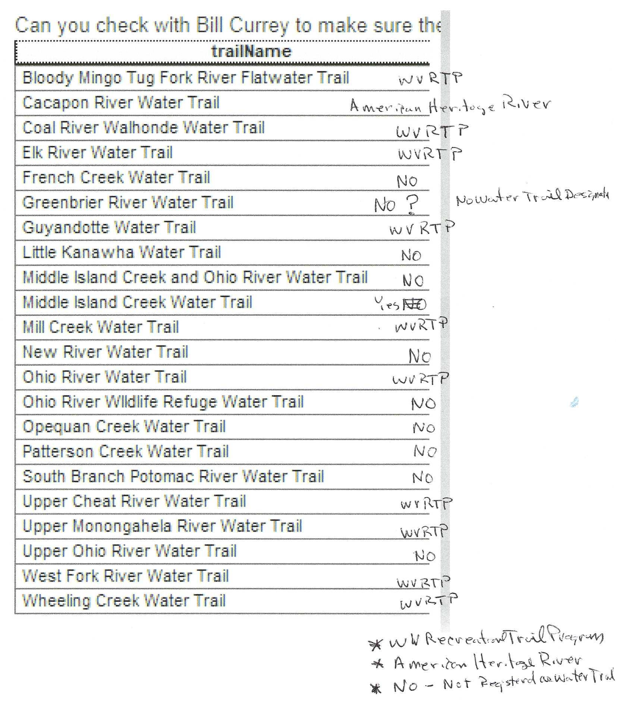 Can you check with Bill Currey to make sure the
trailName
Bloody Mingo Tug Fork River Flatwater Trail WVRTP
Cacapon River Water Trail American Heritage River
Coal River Walhonde Water Trail WVRTP
Elk River Water Trail WVRTP
French Creek Water Trail NO
Greenbrier River Water Trail NO ? No Water Trail
Guyandotte Water Trail WVRTP
Little Kanawha Water Trail NO
Middle Island Creek and Ohio River Water Trail NO
Middle Island Creek Water Trail Yes NO
Mill Creek Water Trail WVRTP
New River Water Trail NO
Ohio River Water Trail WVRTP
Ohio River WIldlife Refuge Water Trail NO
Opequan Creek Water Trail NO
Patterson Creek Water Trail NO
South Branch Potomac River Water Trail NO
Upper Cheat River Water Trail WVRTP
Upper Monongahela River Water Trail WVRTP
Upper Ohio River Water Trail NO
West Fork River Water Trail WVRTP
Wheeling Creek Water Trail WVRTP
* WV Recreational Trail Program
* American Heritage River
* NO - Not Registered as Water Trail